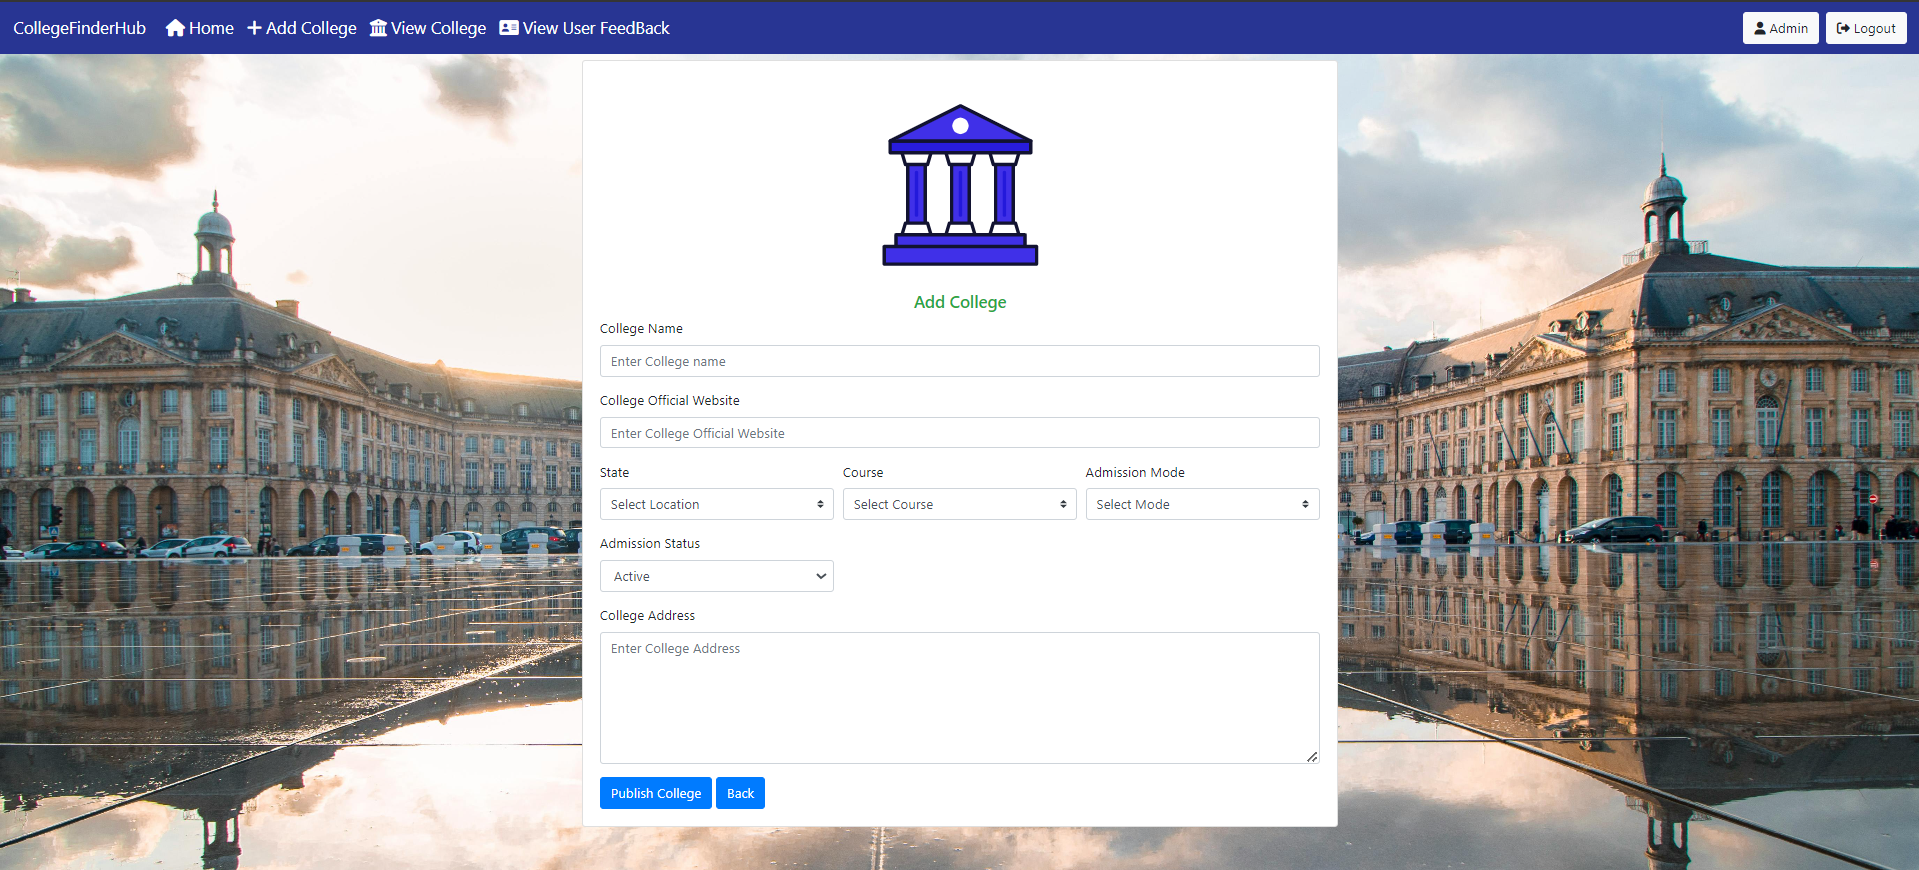 CollegeFinderHub Home Add College View College View User FeedBack Admin Logout
Add College
College Name
Enter College name
College Official Website
Enter College Official Website
State Course Admission Mode
Select Location Select Course Select Mode
Admission Status
Active
College Address
Enter College Address
Publish College Back